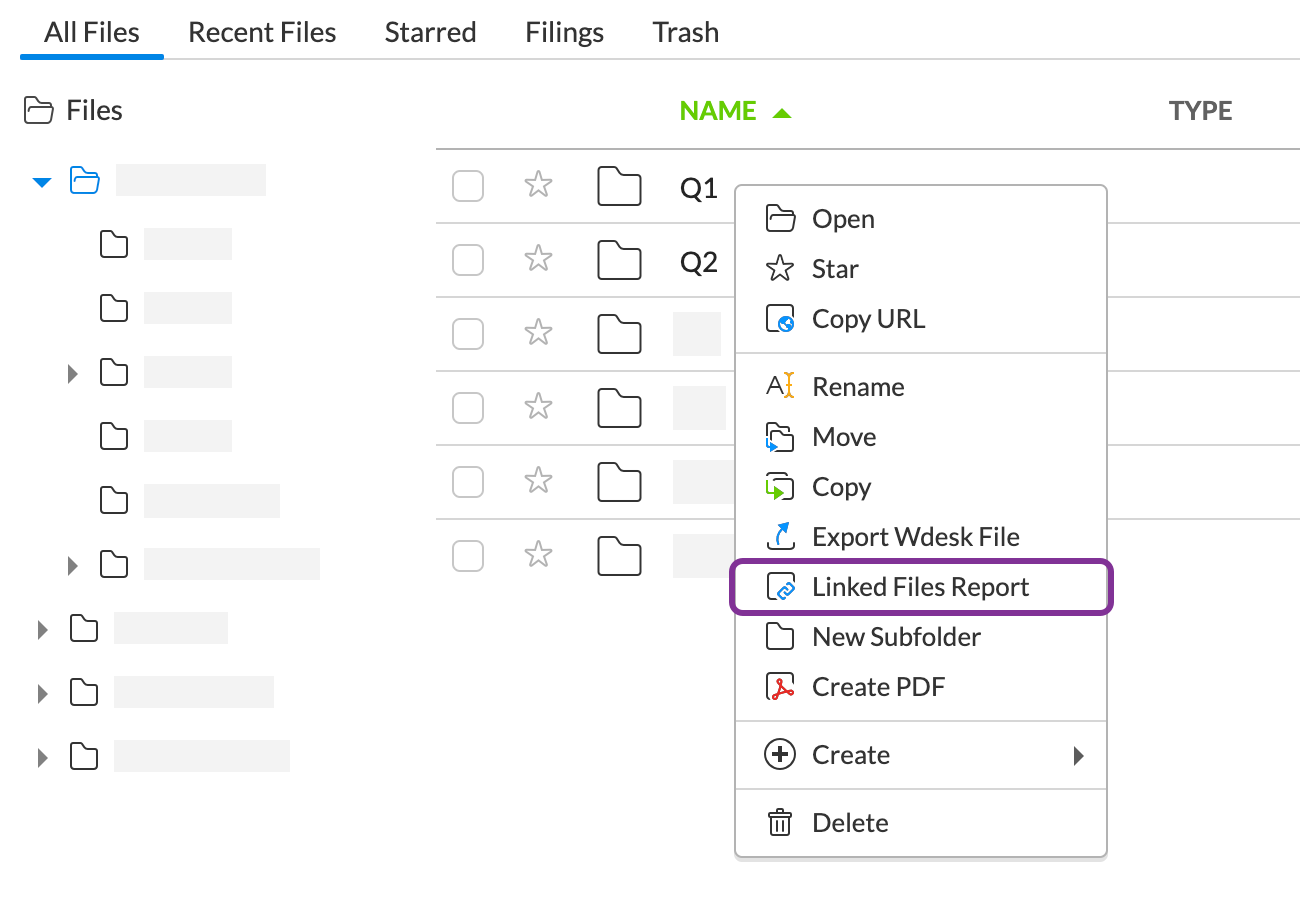 All Files Recent Files Starred Filings Trash
Files
NAME TYPE
Q1
Q2
Open
Star
Copy URL
Rename
Move
Copy
Export Wdesk File
Linked Files Report
New Subfolder
Create PDF
Create
Delete